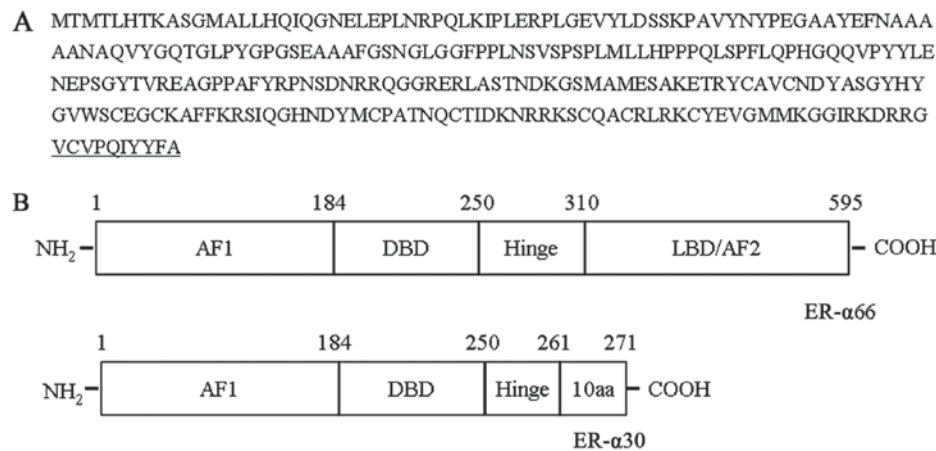 A MTMTLHTKASGMALLHQIQGNELEPLNRPQLKIPLERPLGEVYLDSSKPAVYNYPEGAAYEFNAAA
AANAQVYGQTGLPYGPGSEAAAFGSNGLGGFPPLNSVSPSPLMLLHPPPQLSPFLQPHGQQVPYYLE
NEPSGYTVREAGPPAFYRPNSDNRRQGGRERLASTNDKGSMAMESAKETRYCAVCNDYASGYHY
GVWSCEGCKAFFKRSIQGHNDYMCPATNQCTIDKNRRKSCQACRLRKCYEVGMMKGGIRKDRRG
VCVPQIYYFA
B 1 184 250 310 595
NH2 AF1 DBD Hinge LBD/AF2 COOH
ER-α66
1 184 250 261 271
NH2 AF1 DBD Hinge 10aa COOH
ER-α30